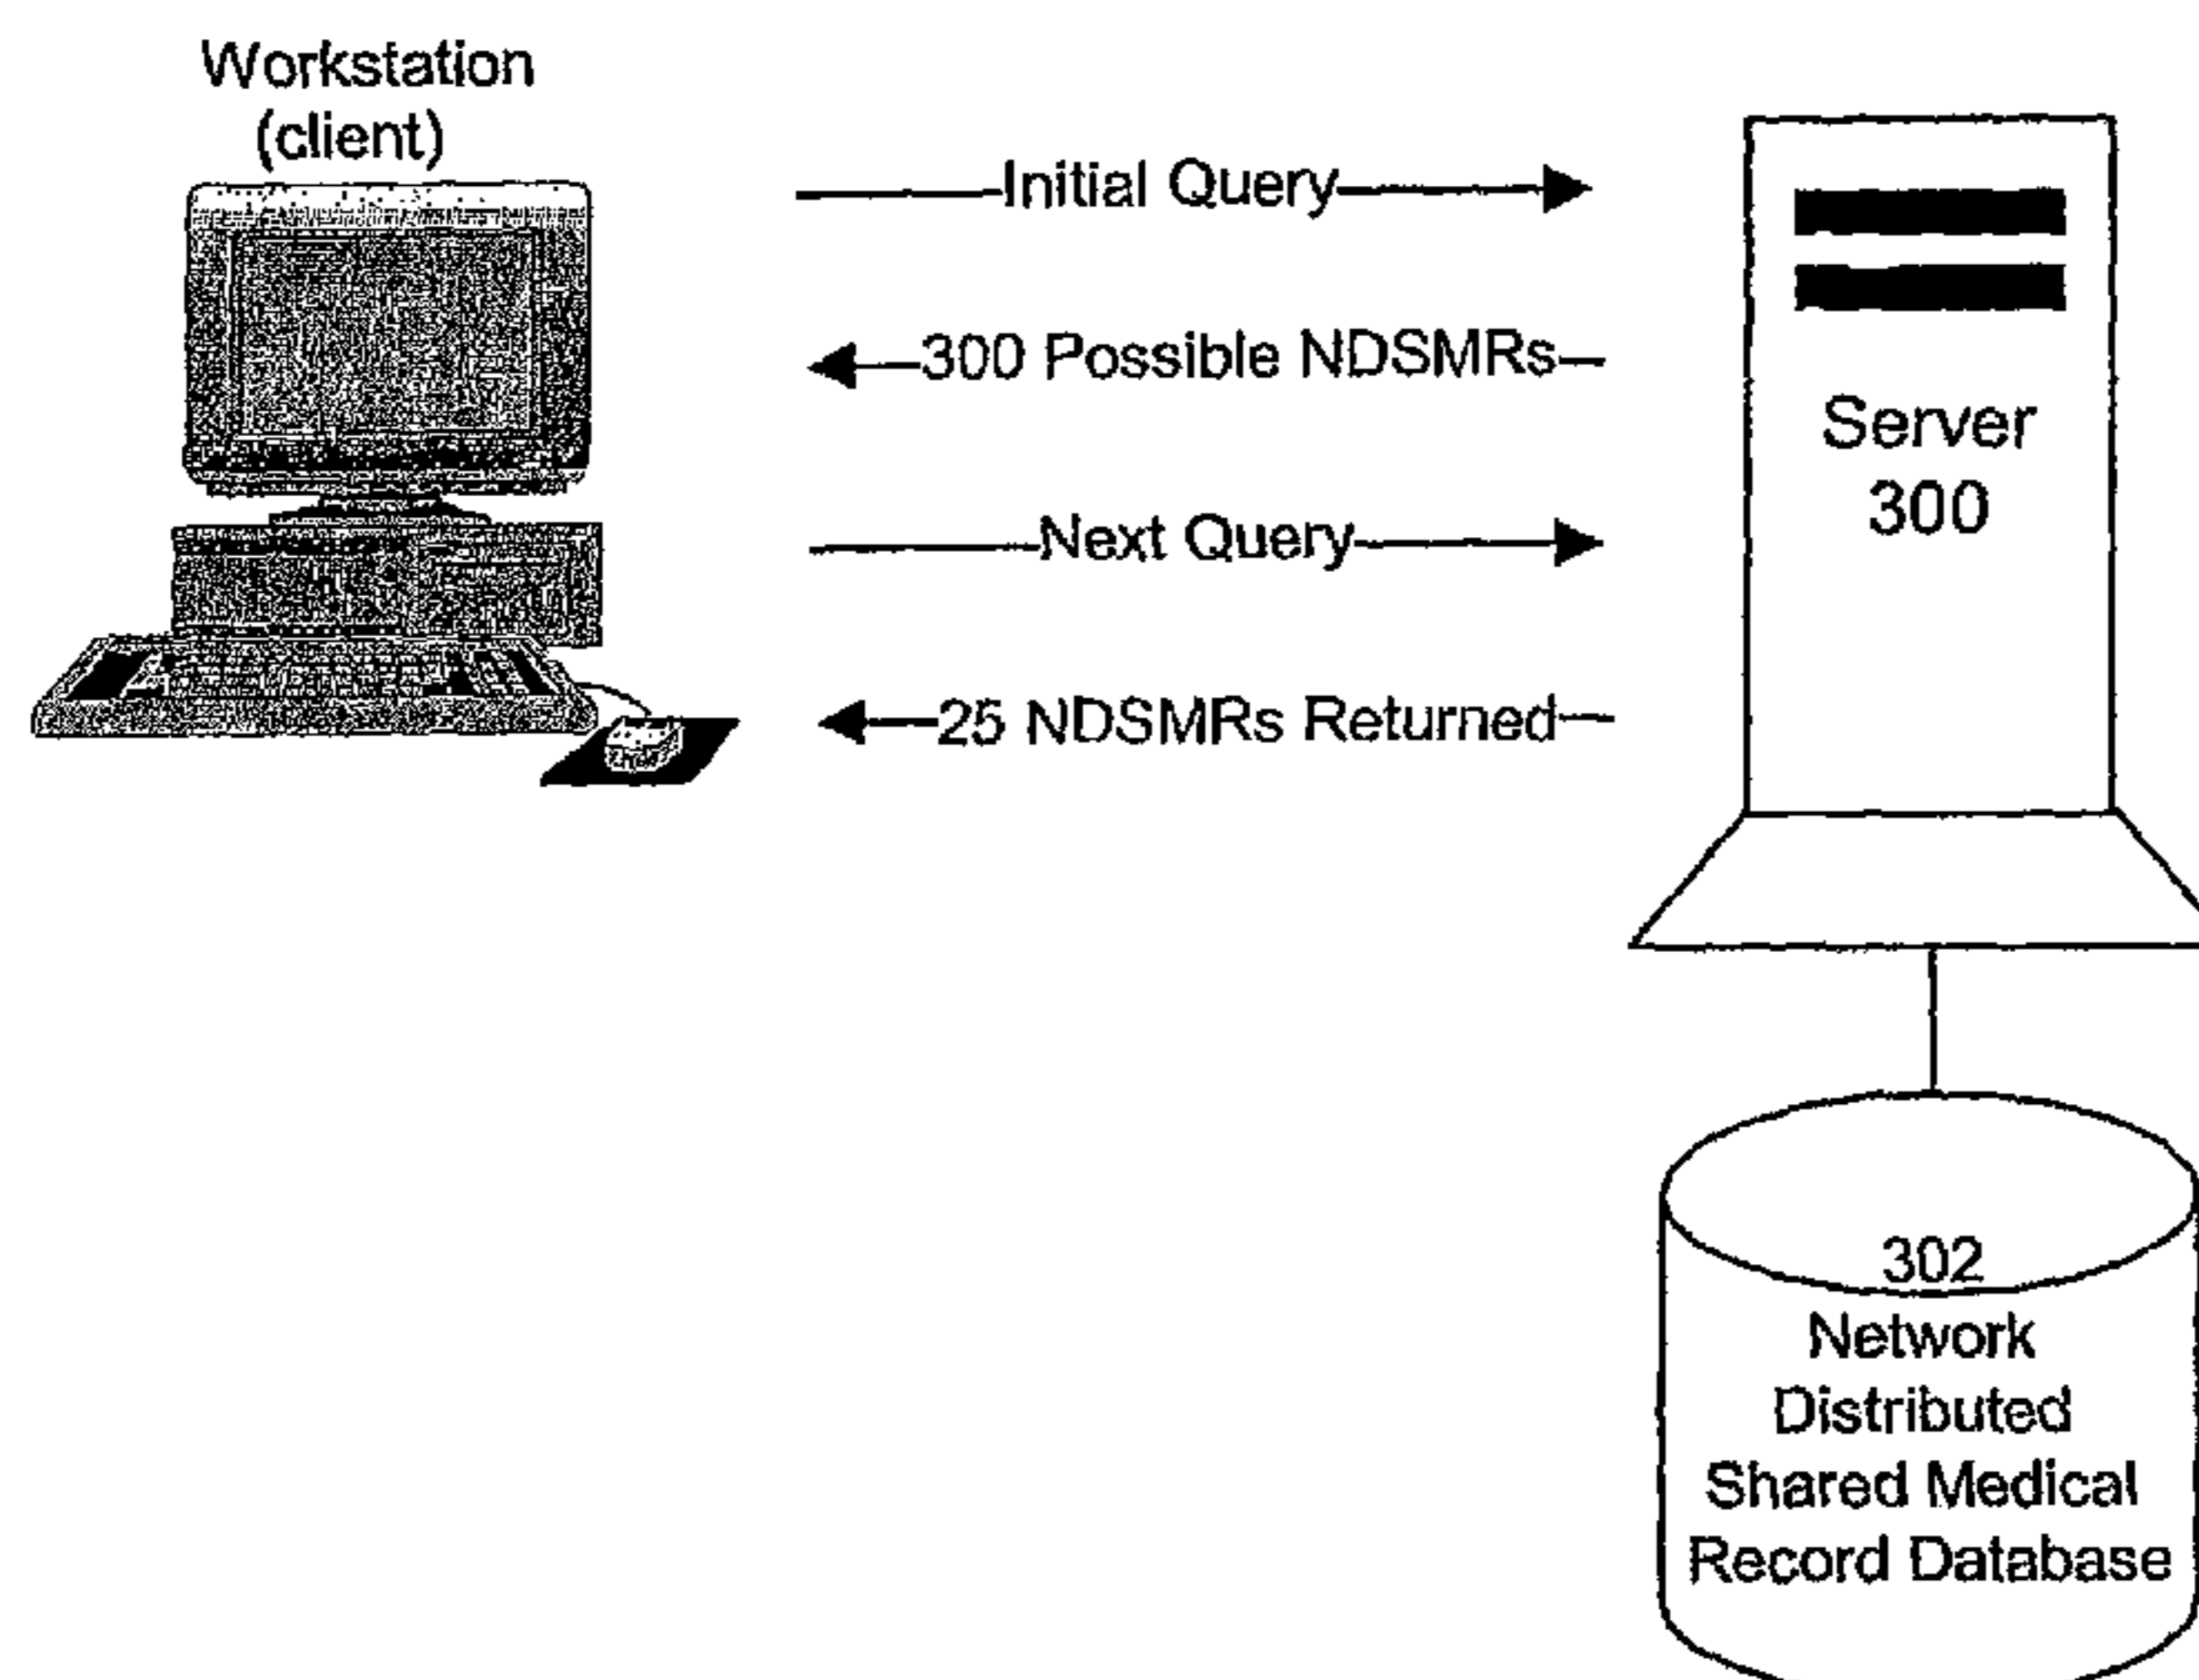 Workstation
(client)
Initial Query
300 Possible NDSMRs
Next Query
25 NDSMRs Returned
Server
300
302
Network
Distributed
Shared Medical
Record Database